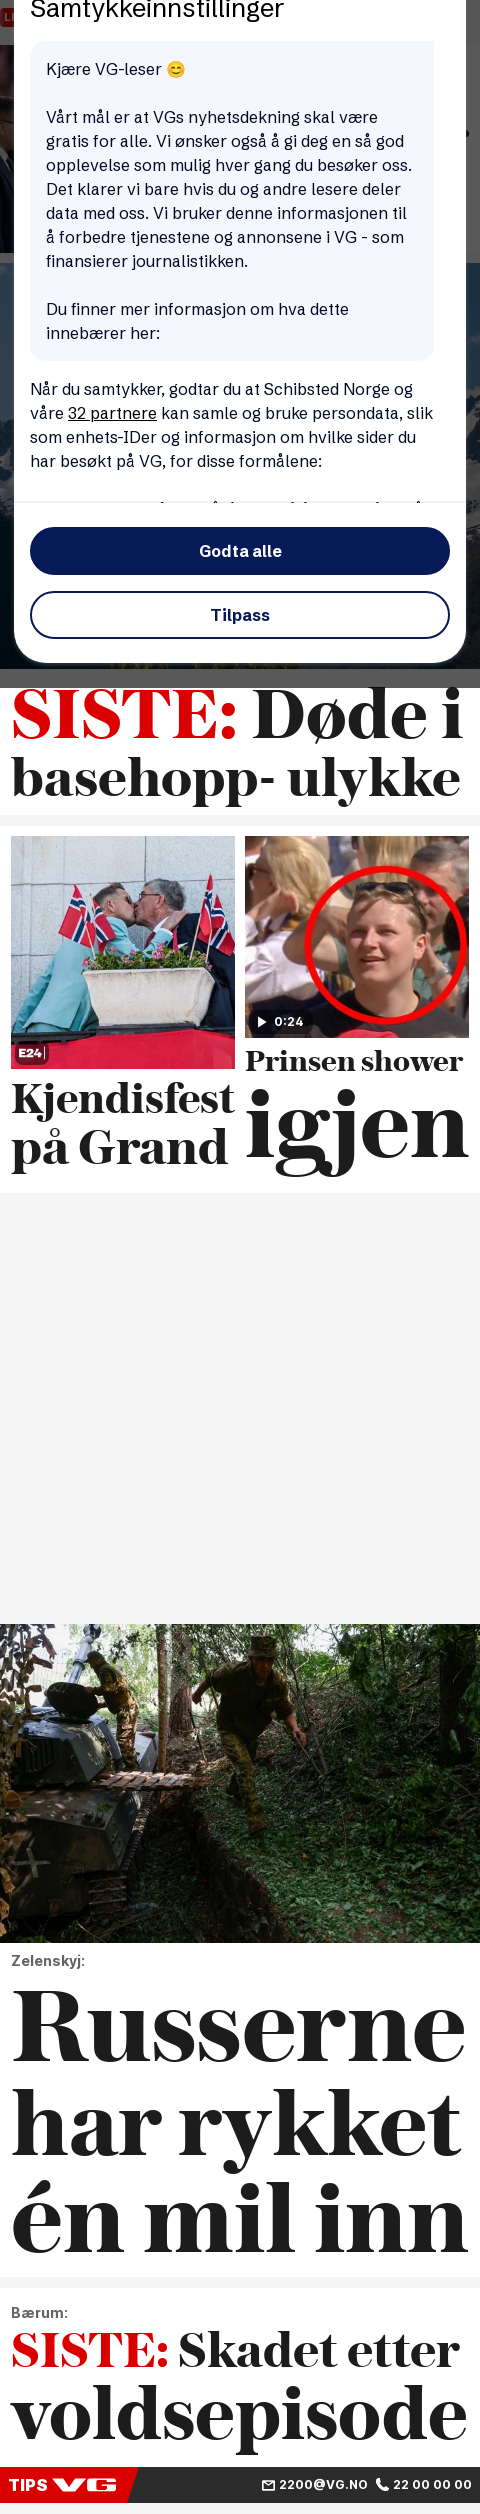 Samtykkeinnstillinger
Kjære VG-leser 😊
Vårt mål er at VGs nyhetsdekning skal være
gratis for alle. Vi ønsker også å gi deg en så god
opplevelse som mulig hver gang du besøker oss.
Det klarer vi bare hvis du og andre lesere deler
data med oss. Vi bruker denne informasjonen til
å forbedre tjenestene og annonsene i VG - som
finansierer journalistikken.
Du finner mer informasjon om hva dette
innebærer her:
Når du samtykker, godtar du at Schibsted Norge og
våre 32 partnere kan samle og bruke persondata, slik
som enhets-IDer og informasjon om hvilke sider du
har besøkt på VG, for disse formålene:
Godta alle
Tilpass
SISTE: Døde i
basehopp- ulykke
E24
Kjendisfest
på Grand
0:24
Prinsen shower
igjen
Zelenskyj:
Russerne
har rykket
én mil inn
Bærum:
SISTE: Skadet etter
voldsepisode
TIPS VG 2200@VG.NO 22 00 00 00